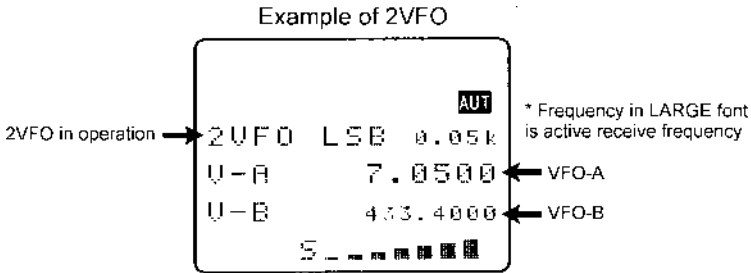 Example of 2VFO
AUT
2VFO in operation
2VFO LSB 0.05k
* Frequency in LARGE font
is active receive frequency
V-A 7.0500
VFO-A
V-B 433.4000
VFO-B
S